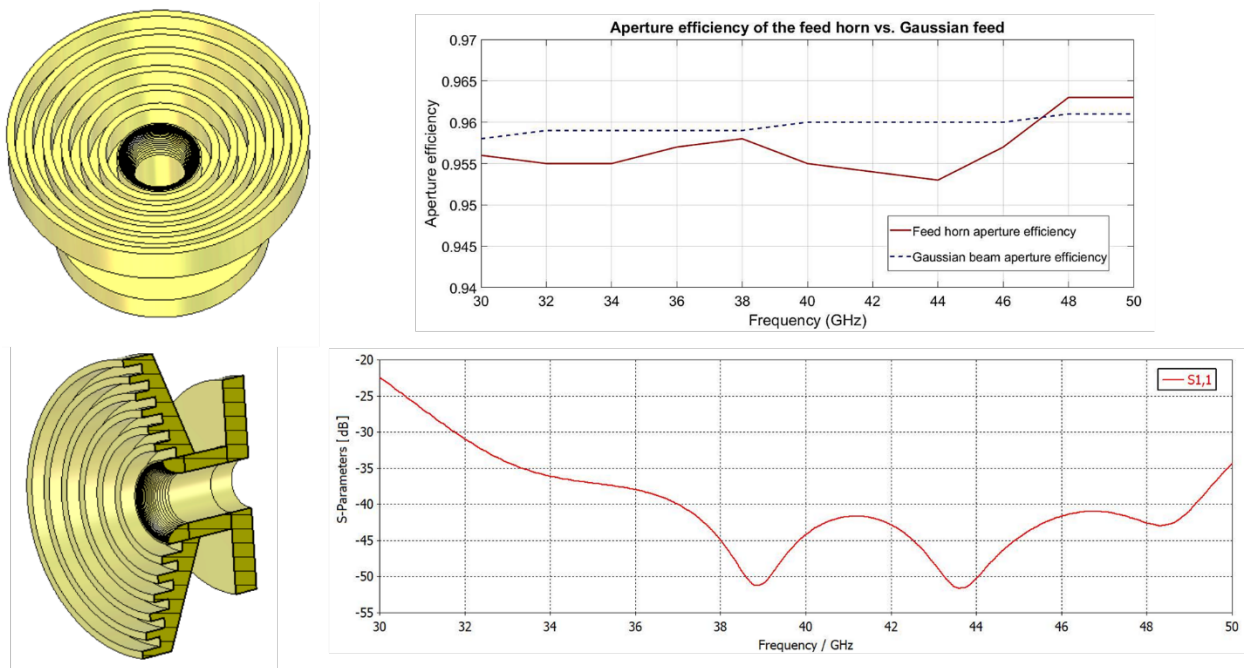 Aperture efficiency of the feed horn vs. Gaussian feed
0.97
0.965
0.96
0.955
0.95
0.945
0.94
Aperture efficiency
Feed horn aperture efficiency
Gaussian beam aperture efficiency
30 32 34 36 38 40 42 44 46 48 50
Frequency (GHz)
-20
-25
-30
-35
-40
-45
-50
-55
S-Parameters [dB]
S1,1
30 32 34 36 38 40 42 44 46 48 50
Frequency / GHz